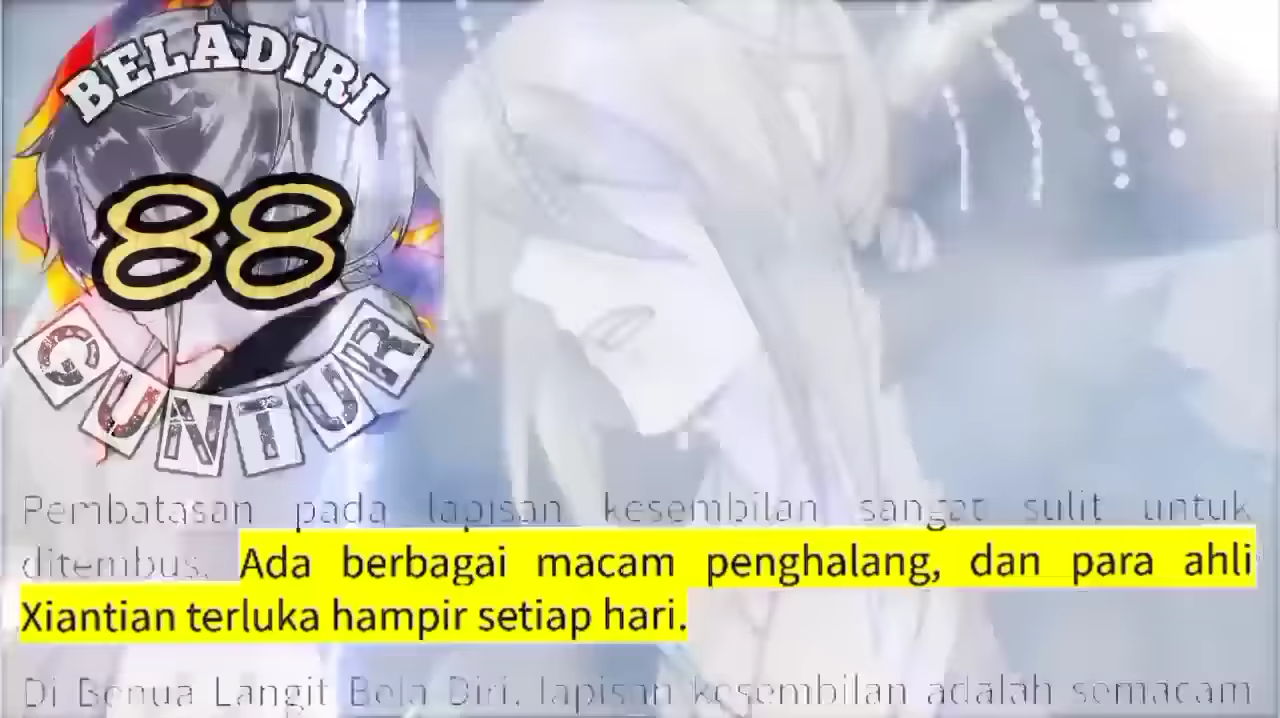 BELADIRI
88
GUNTUR
Pembatasan pada lapisan kesembilan sangat sulit untuk
ditembus. Ada berbagai macam penghalang, dan para ahli
Xiantian terluka hampir setiap hari.
Di Benua Langit Bela Diri, lapisan kesembilan adalah semacam